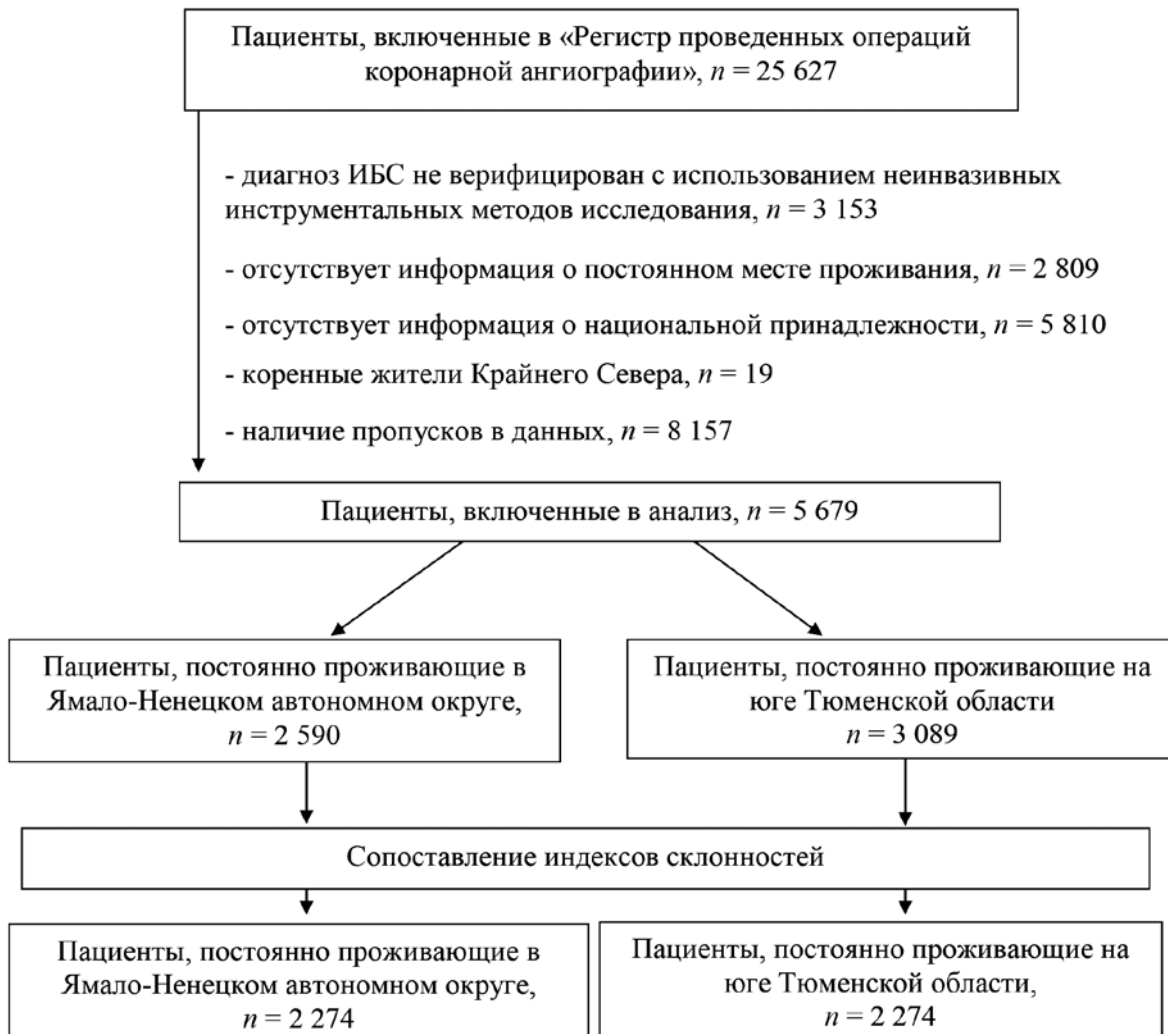 Пациенты, включенные в «Регистр проведенных операций
коронарной ангиографии», n = 25 627
- диагноз ИБС не верифицирован с использованием неинвазивных
инструментальных методов исследования, n = 3 153
- отсутствует информация о постоянном месте проживания, n = 2 809
- отсутствует информация о национальной принадлежности, n = 5 810
- коренные жители Крайнего Севера, n = 19
- наличие пропусков в данных, n = 8 157
Пациенты, включенные в анализ, n = 5 679
Пациенты, постоянно проживающие в
Ямало-Ненецком автономном округе,
n = 2 590
Пациенты, постоянно проживающие на
юге Тюменской области
n = 3 089
Сопоставление индексов склонностей
Пациенты, постоянно проживающие в
Ямало-Ненецком автономном округе,
n = 2 274
Пациенты, постоянно проживающие на
юге Тюменской области,
n = 2 274